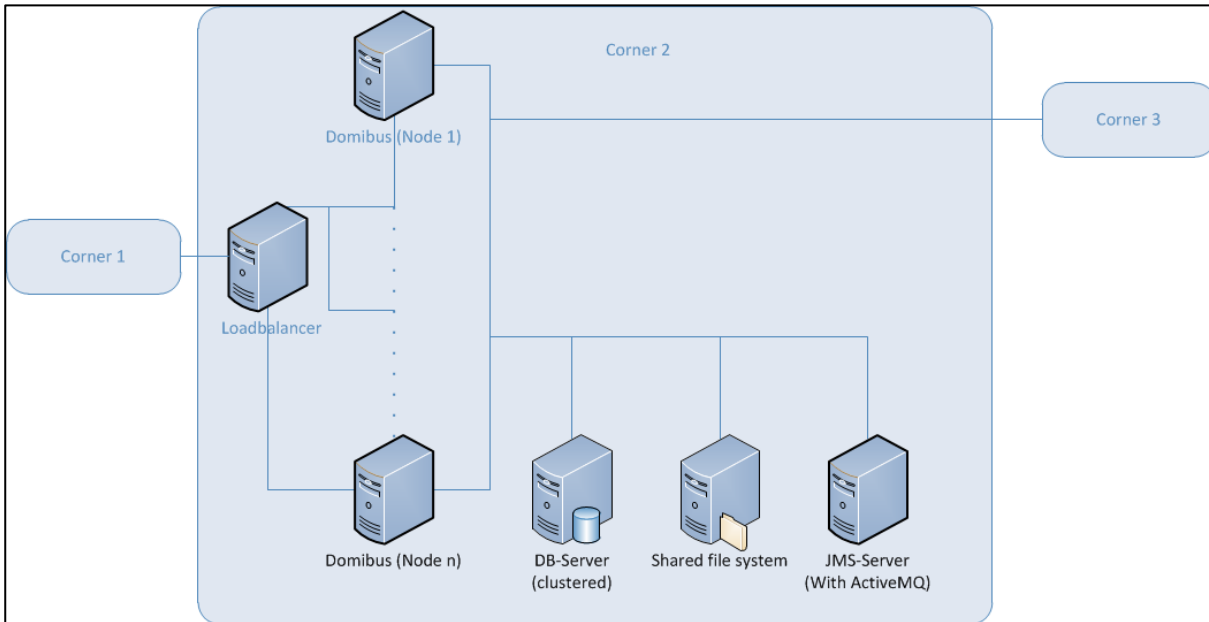 Corner 2
Domibus (Node 1)
Corner 3
Corner 1
Loadbalancer
Domibus (Node n)
DB-Server
(clustered)
Shared file system
JMS-Server
(With ActiveMQ)